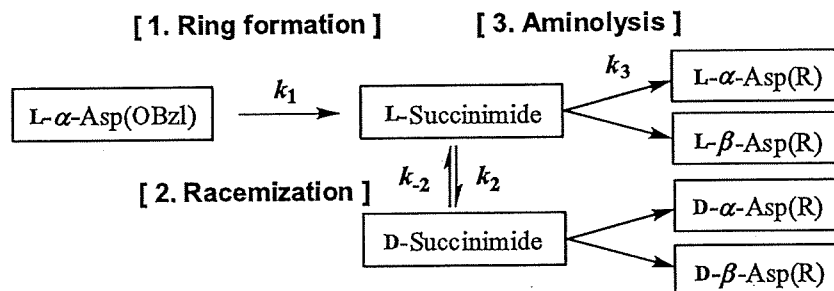 [ 1. Ring formation ] [ 3. Aminolysis ]
k3
L-α-Asp(R)
k1
L-α-Asp(OBzl)
L-Succinimide
L-β-Asp(R)
k-2 k2
[ 2. Racemization ]
D-α-Asp(R)
D-Succinimide
D-β-Asp(R)